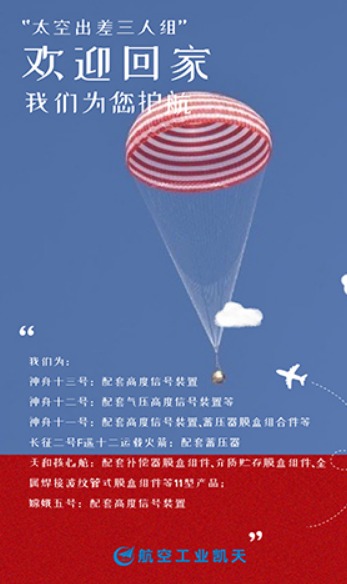 “太空出差三人组”
欢迎回家
我们为您护航
“
我们为：
神舟十三号：配套高度信号装置
神舟十二号：配套气压高度信号装置等
神舟十一号：配套高度信号装置、蓄压器膜盒组合件等
长征二号F遥十二运载火箭：配套蓄压器
天和核心舱：配套补偿器膜盒组件、介质贮存膜盒组件、金
属焊接波纹管式膜盒组件等11型产品；
嫦娥五号：配套高度信号装置
”
航空工业凯天